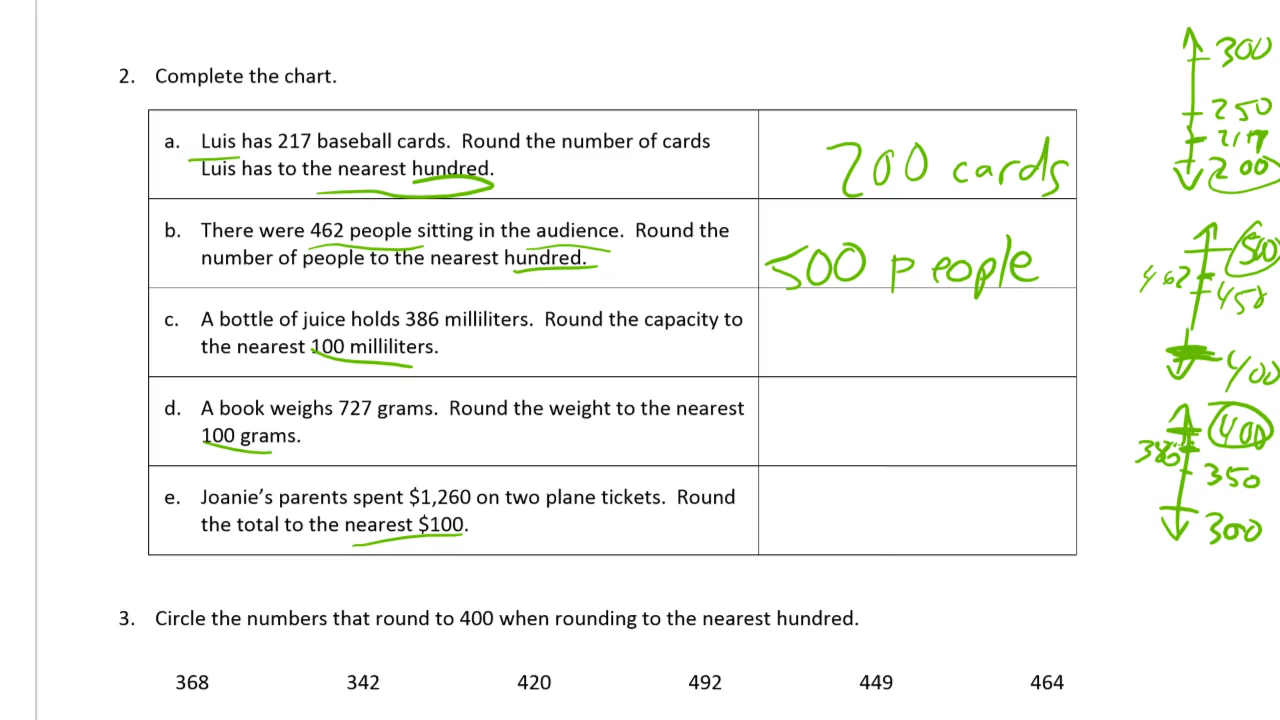 2. Complete the chart.
a. Luis has 217 baseball cards. Round the number of cards
Luis has to the nearest hundred.
200 cards
b. There were 462 people sitting in the audience. Round the
number of people to the nearest hundred.
500 people
c. A bottle of juice holds 386 milliliters. Round the capacity to
the nearest 100 milliliters.
d. A book weighs 727 grams. Round the weight to the nearest
100 grams.
e. Joanie’s parents spent $1,260 on two plane tickets. Round
the total to the nearest $100.
300
250
217
200
500
462
450
400
400
386
350
300
3. Circle the numbers that round to 400 when rounding to the nearest hundred.
368 342 420 492 449 464